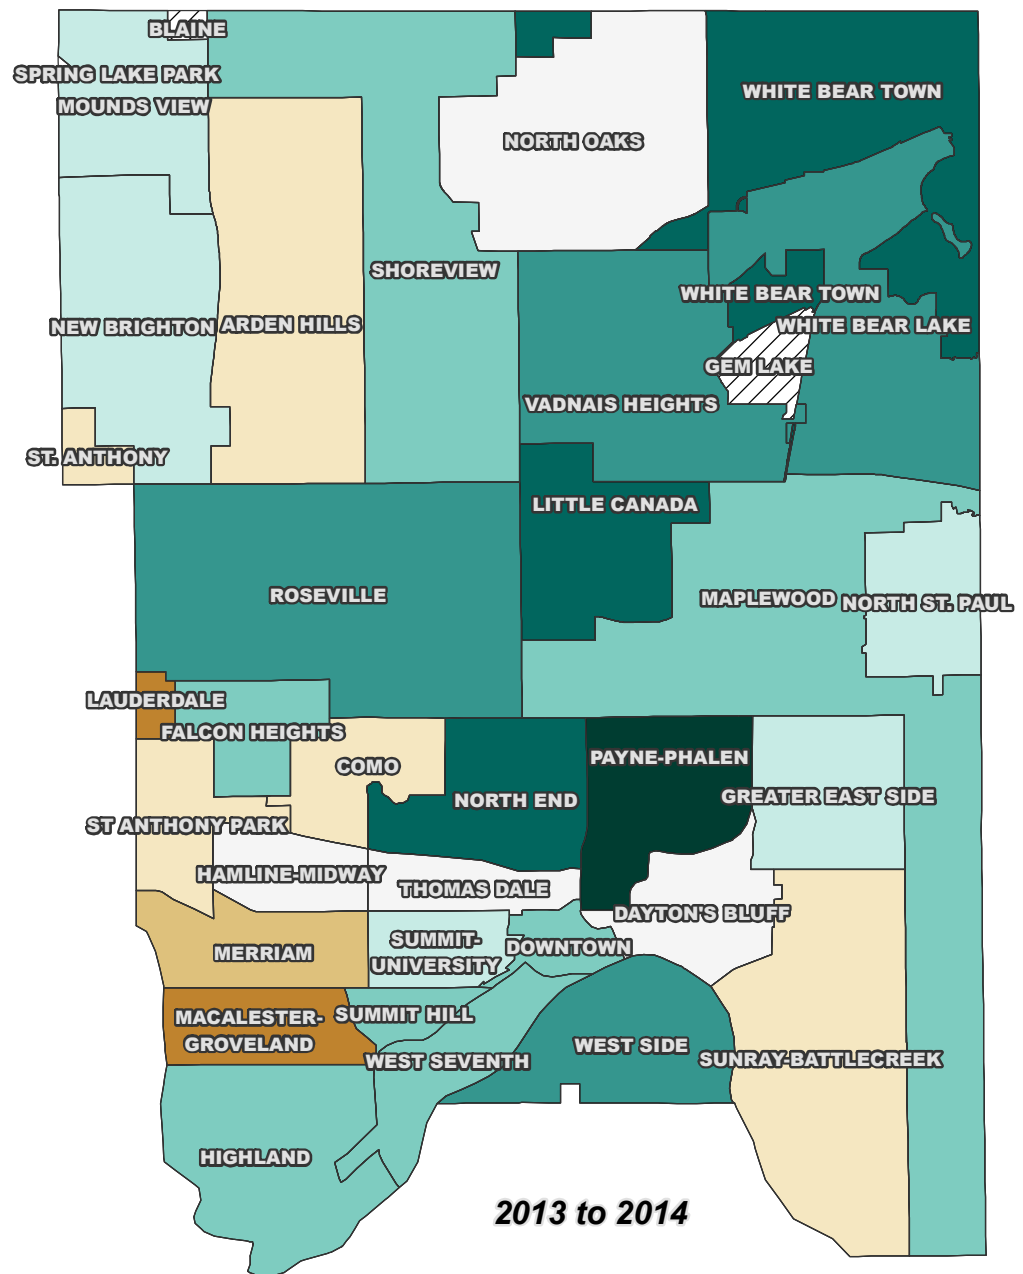 BLAINE
SPRING LAKE PARK
WHITE BEAR TOWN
MOUNDS VIEW
NORTH OAKS
SHOREVIEW
WHITE BEAR TOWN
NEW BRIGHTON
ARDEN HILLS
WHITE BEAR LAKE
GEM LAKE
VADNAIS HEIGHTS
ST. ANTHONY
LITTLE CANADA
ROSEVILLE
MAPLEWOOD
NORTH ST. PAUL
LAUDERDALE
FALCON HEIGHTS
PAYNE-PHALEN
COMO
NORTH END
GREATER EAST SIDE
ST ANTHONY PARK
HAMLINE-MIDWAY
THOMAS DALE
DAYTON'S BLUFF
SUMMIT-
UNIVERSITY
DOWNTOWN
MERRIAM
MACALESTER-
GROVELAND
SUMMIT HILL
WEST SIDE
WEST SEVENTH
SUNRAY-BATTLECREEK
HIGHLAND
2013 to 2014